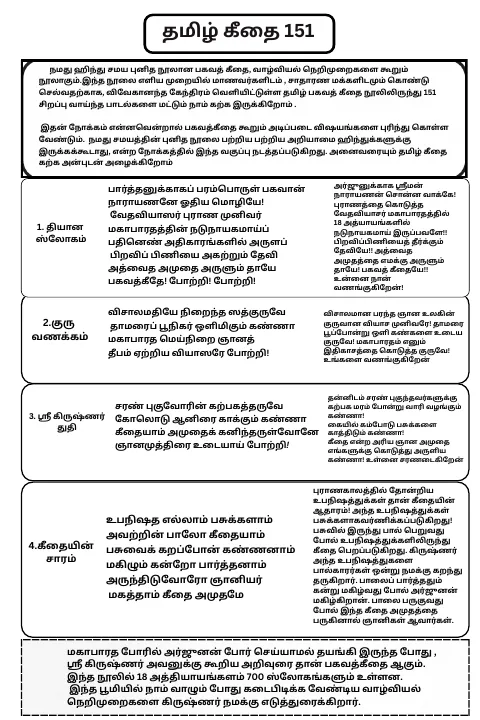 தமிழ் கீதை 151
நமது ஹிந்து சமய புனித நூலான பகவத் கீதை, வாழ்வியல் நெறிமுறைகளை கூறும்
நூலாகும்.இந்த நூலை எளிய முறையில் மாணவர்களிடம் , சாதாரண மக்களிடமும் கொண்டு
செல்வதற்காக, விவேகானந்த கேந்திரம் வெளியிட்டுள்ள தமிழ் பகவத் கீதை நூலிலிருந்து 151
சிறப்பு வாய்ந்த பாடல்களை மட்டும் நாம் கற்க இருக்கிறோம் .
இதன் நோக்கம் என்னவென்றால் பகவத்கீதை கூறும் அடிப்படை விஷயங்களை புரிந்து கொள்ள
வேண்டும். நமது சமயத்தின் புனித நூலை பற்றிய பற்றிய அறியாமை ஹிந்துக்களுக்கு
இருக்கக்கூடாது, என்ற நோக்கத்தில் இந்த வகுப்பு நடத்தப்படுகிறது. அனைவரையும் தமிழ் கீதை
கற்க அன்புடன் அழைக்கிறோம்
1. தியான
ஸ்லோகம்
பார்த்தனுக்காகப் பரம்பொருள் பகவான்
நாராயணனே ஓதிய மொழியே!
வேதவியாஸர் புராண முனிவர்
மகாபாரதத்தின் நடுநாயகமாய்ப்
பதினெண் அதிகாரங்களில் அருளப்
பிறவிப் பிணியை அகற்றும் தேவி
அத்வைத அமுதை அருளும் தாயே
பகவத்கீதே! போற்றி! போற்றி!
அர்ஜுனுக்காக ஸ்ரீமன்
நாராயணன் சொன்ன வாக்கே!
புராணத்தை கொடுத்த
வேதவியாசர் மகாபாரதத்தில்
18 அத்யாயங்களில்
நடுநாயகமாய் இருப்பவளே!!
பிறவிப்பிணியைத் தீர்க்கும்
தேவியே!! அத்வைத
அமுதத்தை எமக்கு அருளும்
தாயே! பகவத் கீதையே!!
உன்னை நான்
வணங்குகிறேன்!
2.குரு
வணக்கம்
விசாலமதியே நிறைந்த ஸத்குருவே
தாமரைப் பூநிகர் ஒளிமிகும் கண்ணா
மகாபாரத மெய்நிறை ஞானத்
தீபம் ஏற்றிய வியாஸரே போற்றி!
விசாலமான பரந்த ஞான உலகின்
குருவான வியாச முனிவரே! தாமரை
பூப்போன்று ஒளி கண்களை உடைய
குருவே! மகாபாரதம் எனும்
இதிகாசத்தை கொடுத்த குருவே!
உங்களை வணங்குகிறேன்
3. ஸ்ரீ கிருஷ்ணர்
துதி
சரண் புகுவோரின் கற்பகத்தருவே
கோலொடு ஆனிரை காக்கும் கண்ணா
கீதையாம் அமுதைக் கனிந்தருள்வோனே
ஞானமுத்திரை உடையாய் போற்றி!
தன்னிடம் சரண் புகுந்தவர்களுக்கு
கற்பக மரம் போன்று வாரி வழங்கும்
கண்ணா!
கையில் கம்போடு பசுக்களை
காத்திடும் கண்ணா!
கீதை என்ற அரிய ஞான அமுதை
எங்களுக்கு கொடுத்து அருளிய
கண்ணா! உன்னை சரணடைகிறேன்
4.கீதையின்
சாரம்
உபநிஷத எல்லாம் பசுக்களாம்
அவற்றின் பாலோ கீதையாம்
பசுவைக் கறப்போன் கண்ணனாம்
மகிழும் கன்றோ பார்த்தனாம்
அருந்திடுவோரோ ஞானியர்
மகத்தாம் கீதை அமுதமே
புராணகாலத்தில் தோன்றிய
உபநிஷத்துக்கள் தான் கீதையின்
ஆதாரம்! அந்த உபநிஷத்துக்கள்
பசுக்களாகவர்ணிக்கப்படுகிறது!
பசுவில் இருந்து பால் பெறுவது
போல் உபநிஷத்துக்களிலிருந்து
கீதை பெறப்படுகிறது. கிருஷ்ணர்
அந்த உபநிஷத்துகளை
பால்காரர்கள் ஒன்று நமக்கு கறந்து
தருகிறார். பாலைப் பார்த்ததும்
கன்று மகிழ்வது போல் அர்ஜுனன்
மகிழ்கிறான். பாலை பருகுவது
போல் இந்த கீதை அமுதத்தை
பருகினால் ஞானிகள் ஆவார்கள்.
மகாபாரத போரில் அர்ஜுனன் போர் செய்யாமல் தயங்கி இருந்த போது ,
ஸ்ரீ கிருஷ்ணர் அவனுக்கு கூறிய அறிவுரை தான் பகவத்கீதை ஆகும்.
இந்த நூலில் 18 அத்தியாயங்களம் 700 ஸ்லோகங்களும் உள்ளன.
இந்த பூமியில் நாம் வாழும் போது கடைபிடிக்க வேண்டிய வாழ்வியல்
நெறிமுறைகளை கிருஷ்ணர் நமக்கு எடுத்துரைக்கிறார்.